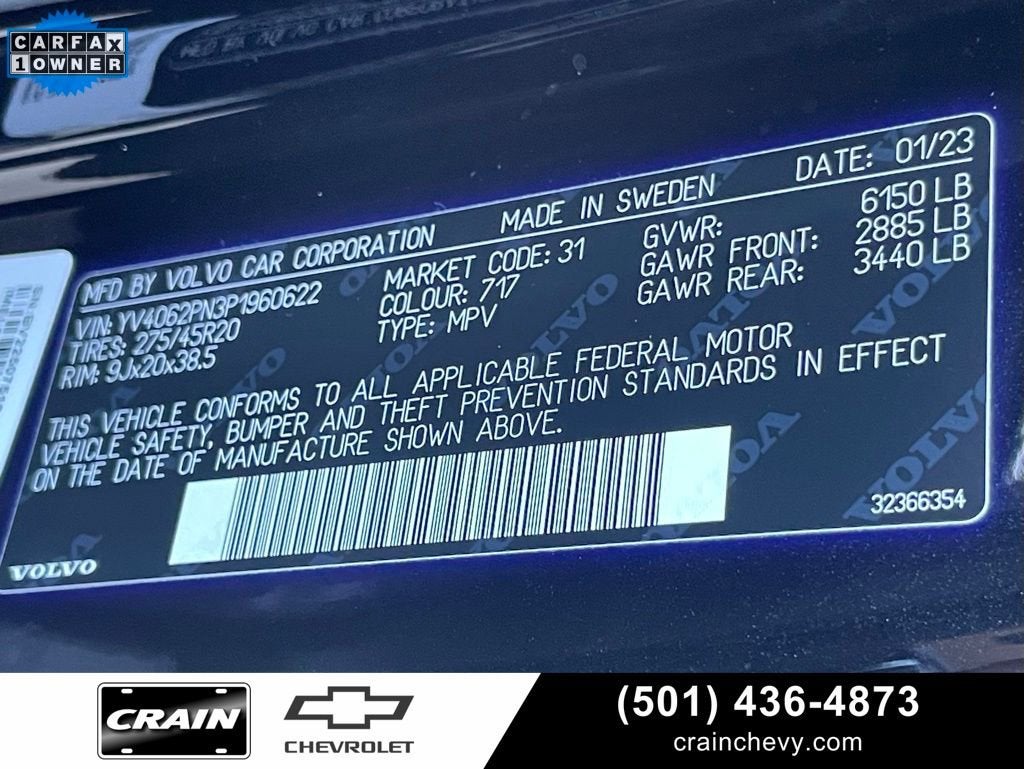 CARFAX
1 OWNER
DATE: 01/23
MFD BY VOLVO CAR CORPORATION MADE IN SWEDEN
VIN: YV4062PN3P1960622 MARKET CODE: 31 GVWR: 6150 LB
TIRES: 275/45R20 COLOUR: 717 GAWR FRONT: 2885 LB
RIM: 9Jx20x38.5 TYPE: MPV GAWR REAR: 3440 LB
THIS VEHICLE CONFORMS TO ALL APPLICABLE FEDERAL MOTOR
VEHICLE SAFETY, BUMPER AND THEFT PREVENTION STANDARDS IN EFFECT
ON THE DATE OF MANUFACTURE SHOWN ABOVE.
32366354
VOLVO
CRAIN
CHEVROLET
(501) 436-4873
crainchevy.com